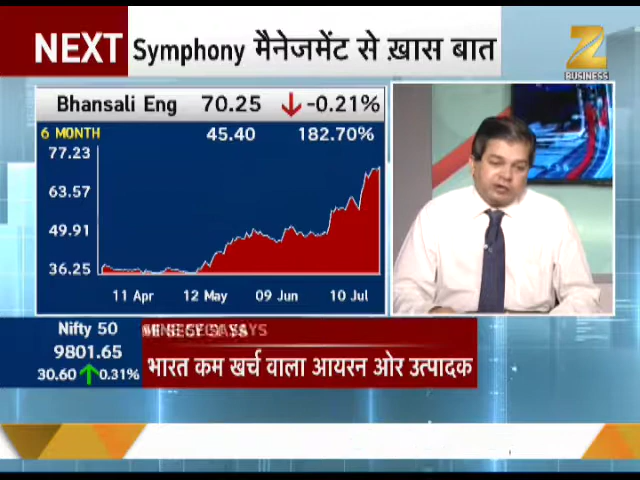 NEXT Symphony मैनेजमेंट से ख़ास बात
Z
BUSINESS
Bhansali Eng 70.25 -0.21%
6 MONTH 45.40 182.70%
77.23
63.57
49.91
36.25
11 Apr 12 May 09 Jun 10 Jul
Nifty 50
9801.65
30.60 0.31%
भारत कम खर्च वाला आयरन ओर उत्पादक